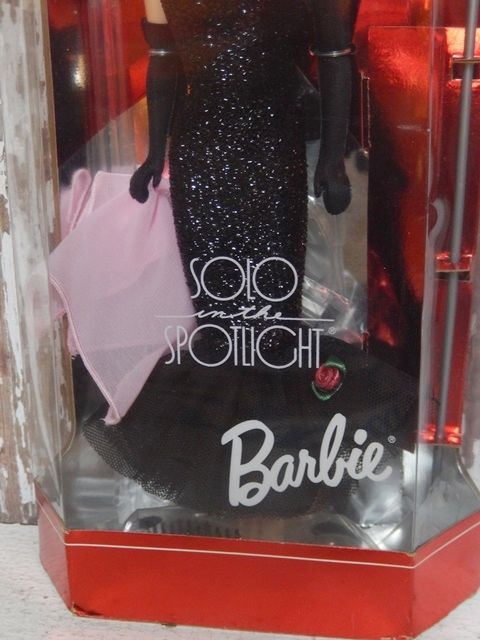 SOLO
in the
SPOTLIGHT®
Barbie®